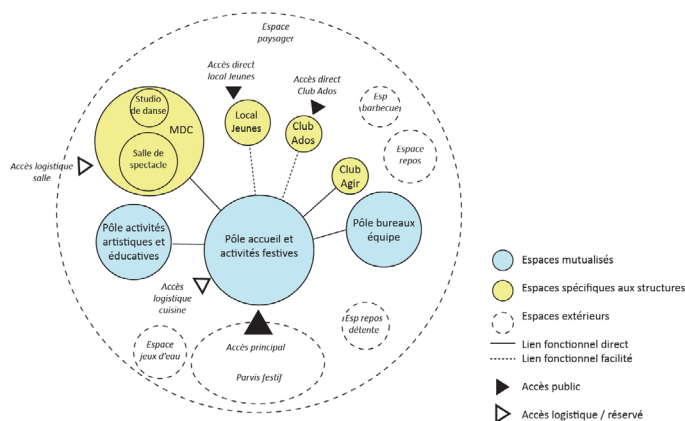 Espace
paysager
Accès direct
local Jeunes
Accès direct
Club Ados
Studio
de danse
MDC
Local
Jeunes
Club
Ados
Esp
barbecue
Espace
repos
Salle de
spectacle
Accès logistique
salle
Club
Agir
Pôle activités
artistiques et
éducatives
Pôle accueil et
activités festives
Pôle bureaux
équipe
Accès
logistique
cuisine
Esp repos
détente
Espace
jeux d'eau
Accès principal
Parvis festif
Espaces mutualisés
Espaces spécifiques aux structures
Espaces extérieurs
Lien fonctionnel direct
Lien fonctionnel facilité
Accès public
Accès logistique / réservé